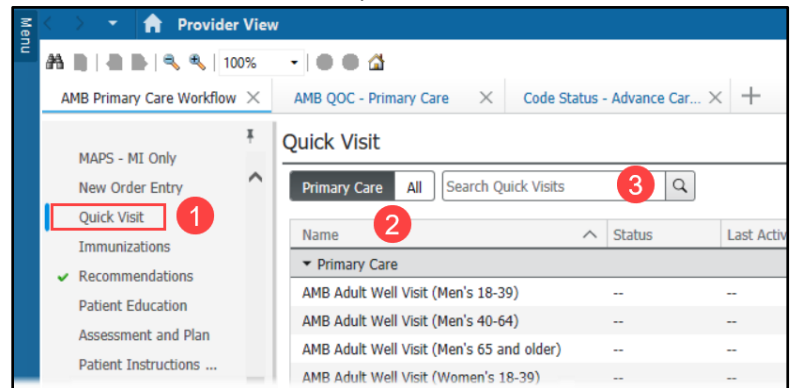 Menu
Provider View
100%
AMB Primary Care Workflow
AMB QOC - Primary Care
Code Status - Advance Car...
MAPS - MI Only
New Order Entry
Quick Visit
1
Immunizations
Recommendations
Patient Education
Assessment and Plan
Patient Instructions ...
Quick Visit
Primary Care All Search Quick Visits 3
2
Name Status Last Activ
Primary Care
AMB Adult Well Visit (Men's 18-39) -- --
AMB Adult Well Visit (Men's 40-64) -- --
AMB Adult Well Visit (Men's 65 and older) -- --
AMB Adult Well Visit (Women's 18-39) -- --